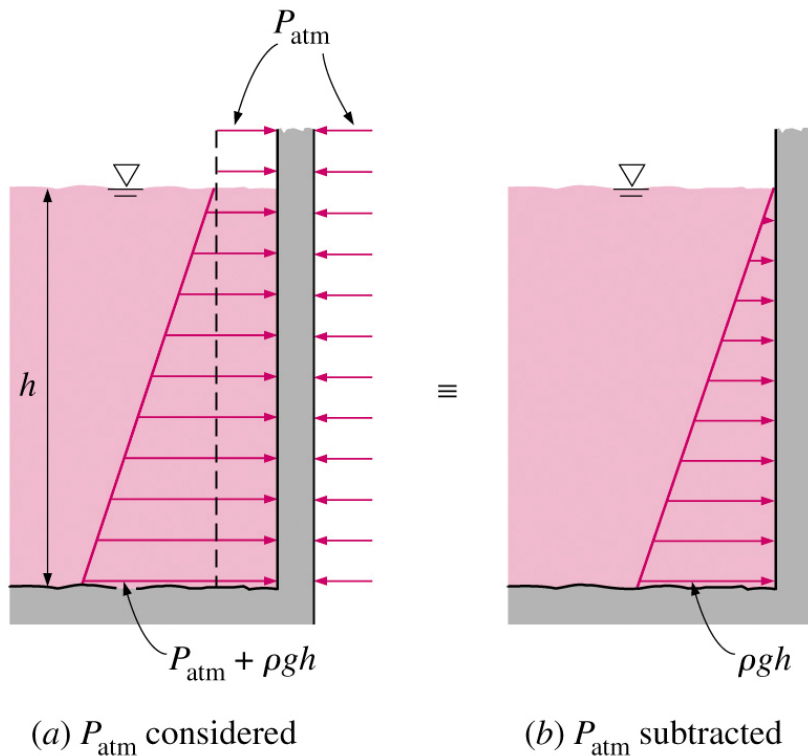 P_atm
h
≡
P_atm + ρgh
ρgh
(a) P_atm considered
(b) P_atm subtracted